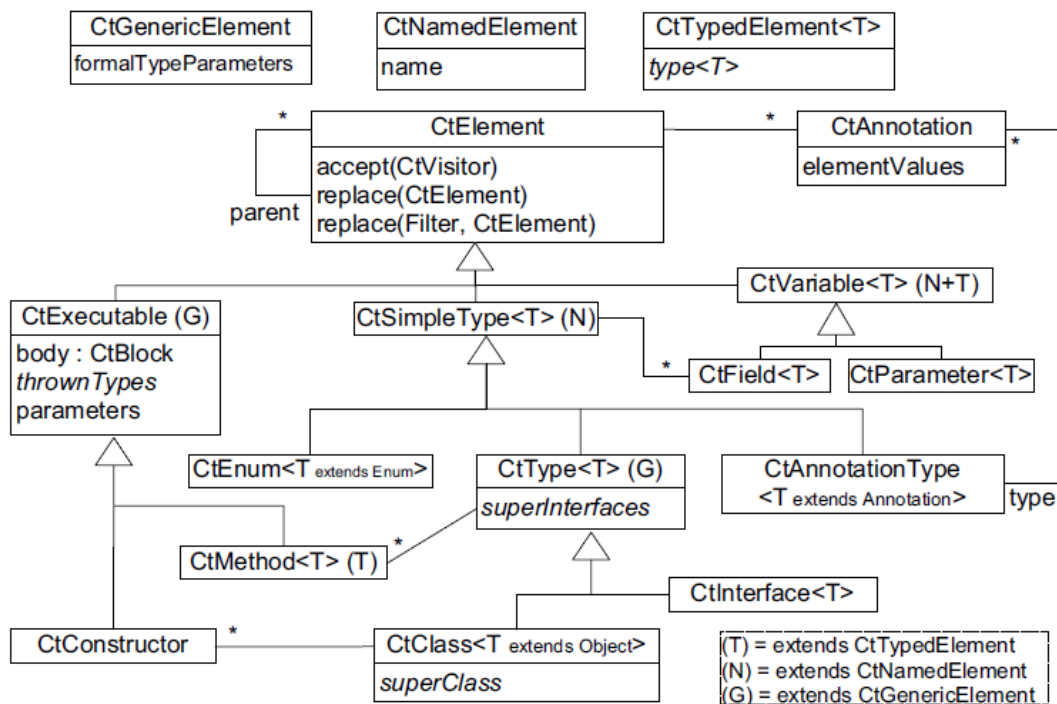 CtGenericElement
formalTypeParameters
CtNamedElement
name
CtTypedElement<T>
type<T>
*
CtElement
accept(CtVisitor)
replace(CtElement)
replace(Filter, CtElement)
parent
*
CtAnnotation
*
elementValues
CtVariable<T> (N+T)
CtExecutable (G)
body : CtBlock
thrownTypes
parameters
CtSimpleType<T> (N)
*
CtField<T>
CtParameter<T>
CtEnum<T extends Enum>
CtType<T> (G)
superInterfaces
CtAnnotationType
<T extends Annotation>
type
CtMethod<T> (T)
*
CtInterface<T>
CtConstructor
*
CtClass<T extends Object>
superClass
(T) = extends CtTypedElement
(N) = extends CtNamedElement
(G) = extends CtGenericElement